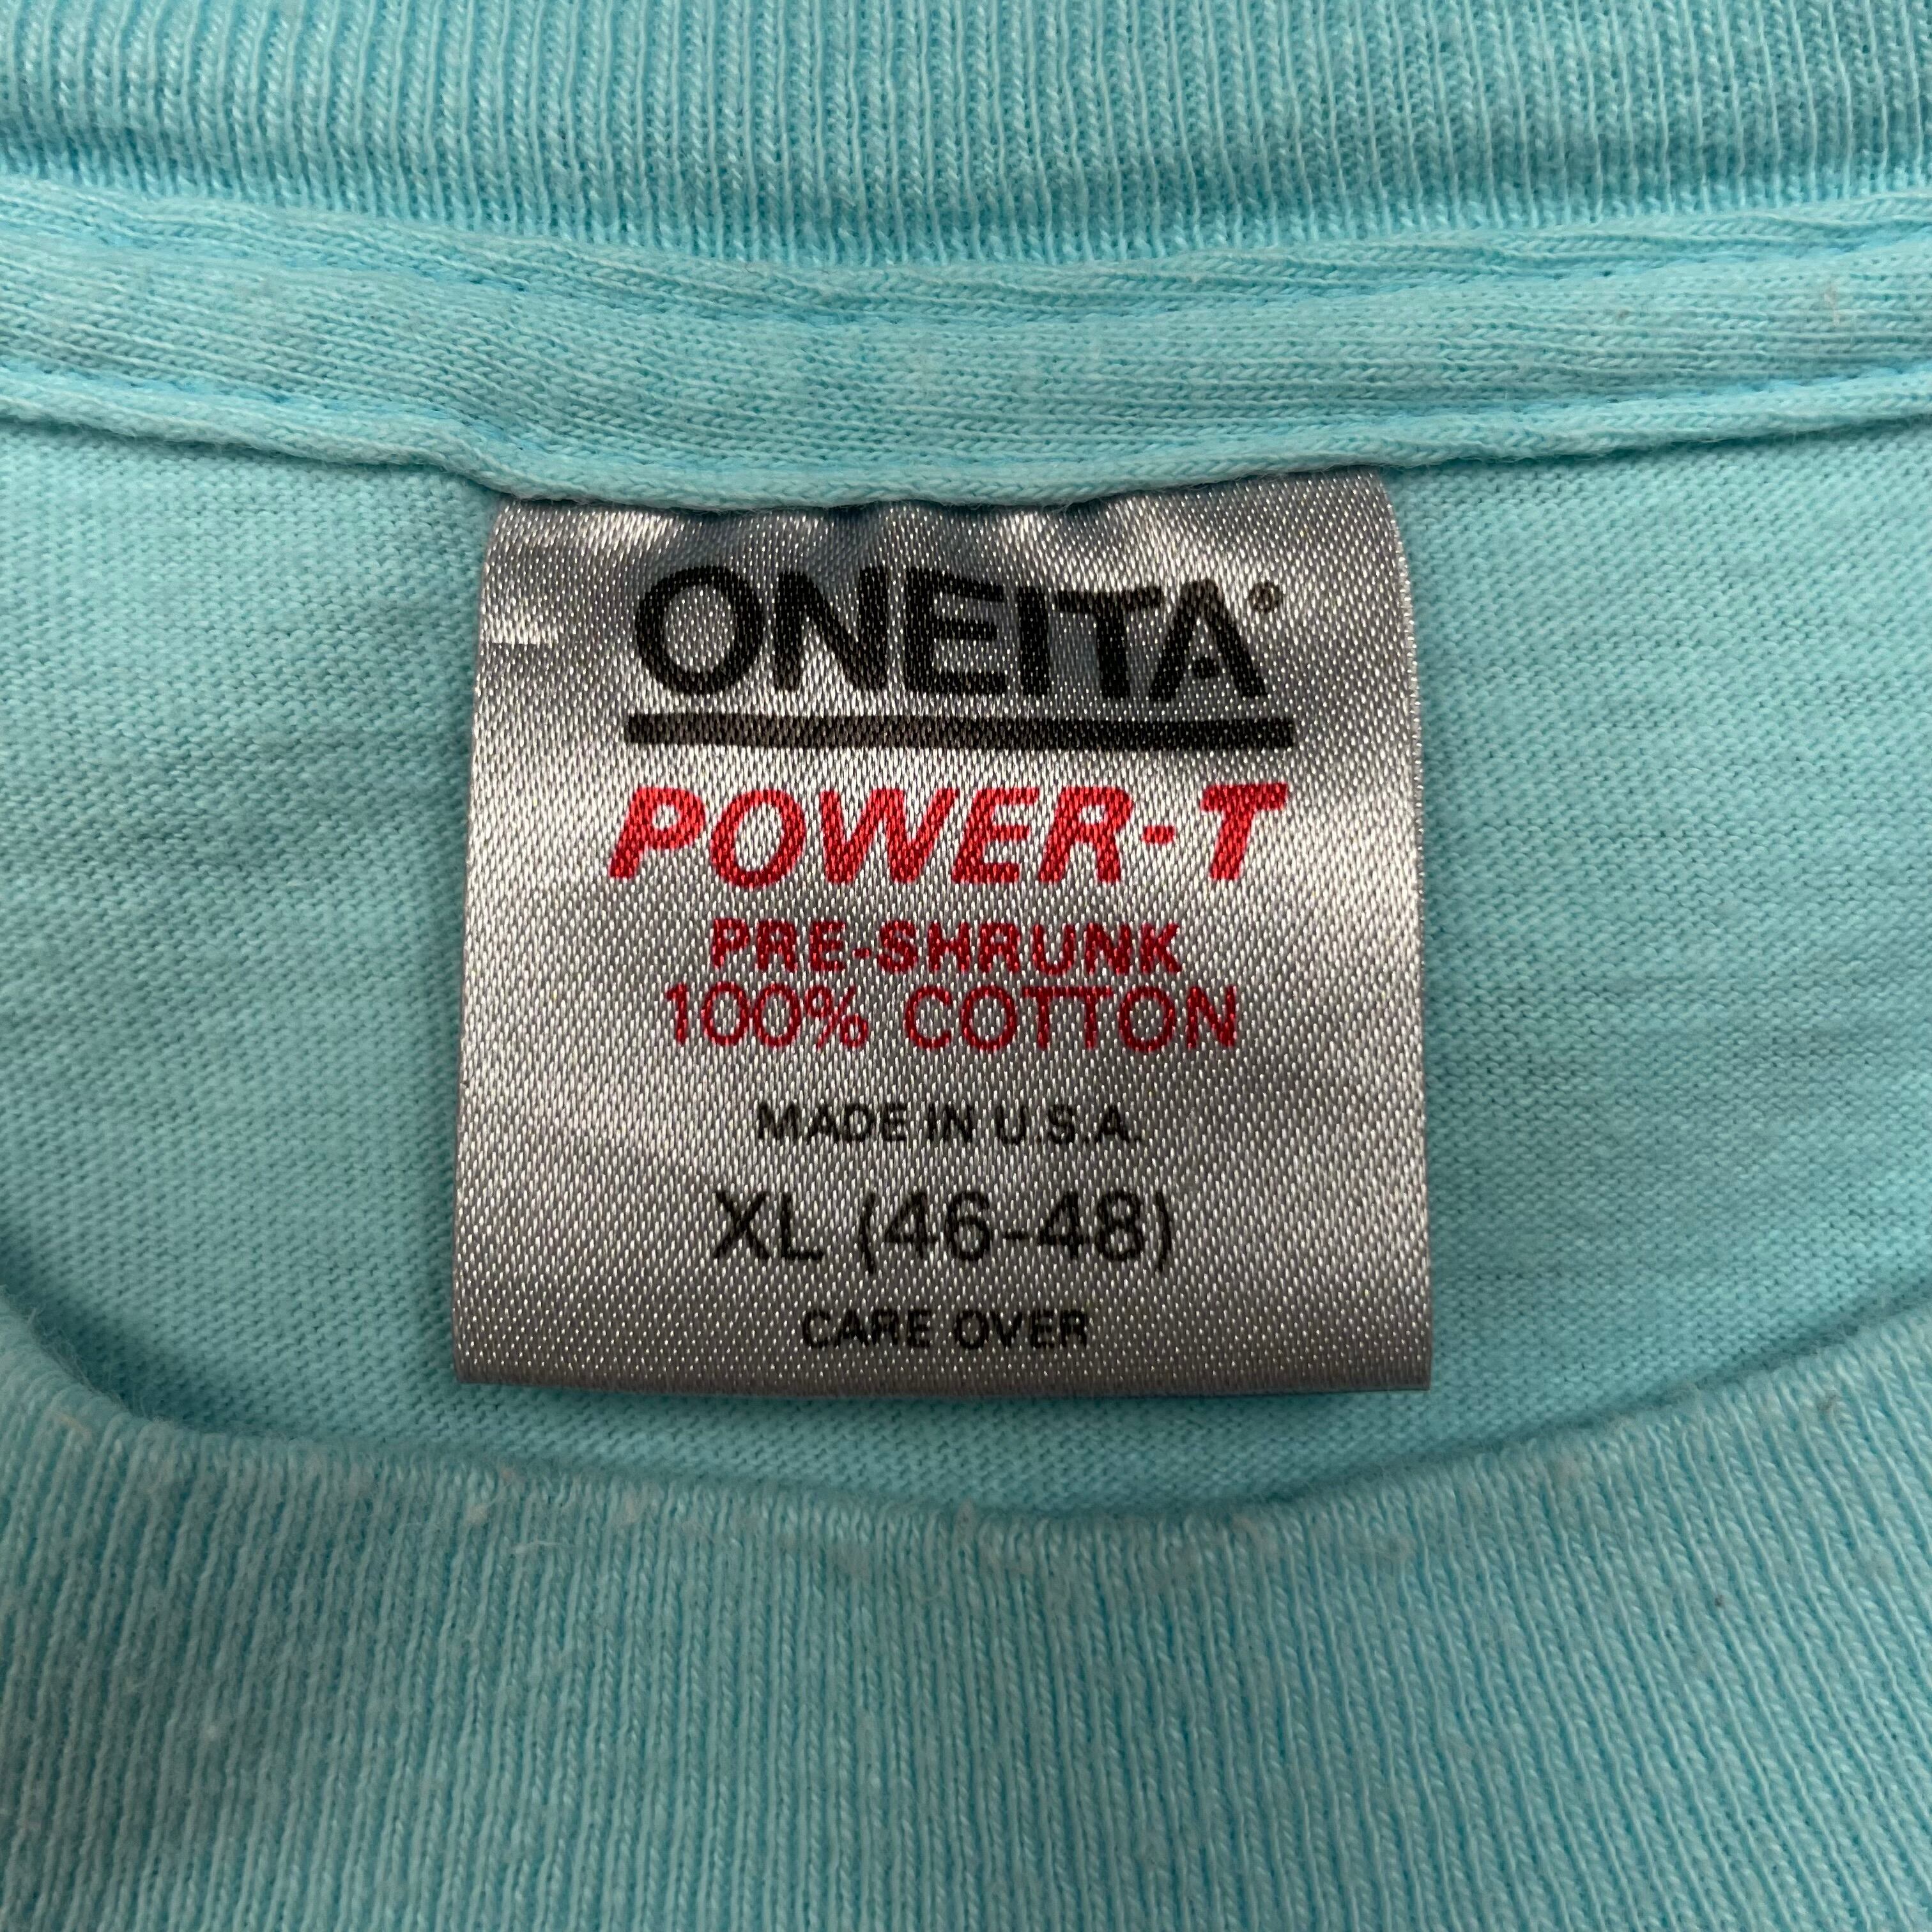 ONEITA®
POWER-T
PRE-SHRUNK
100% COTTON
MADE IN U.S.A.
XL (46-48)
CARE OVER